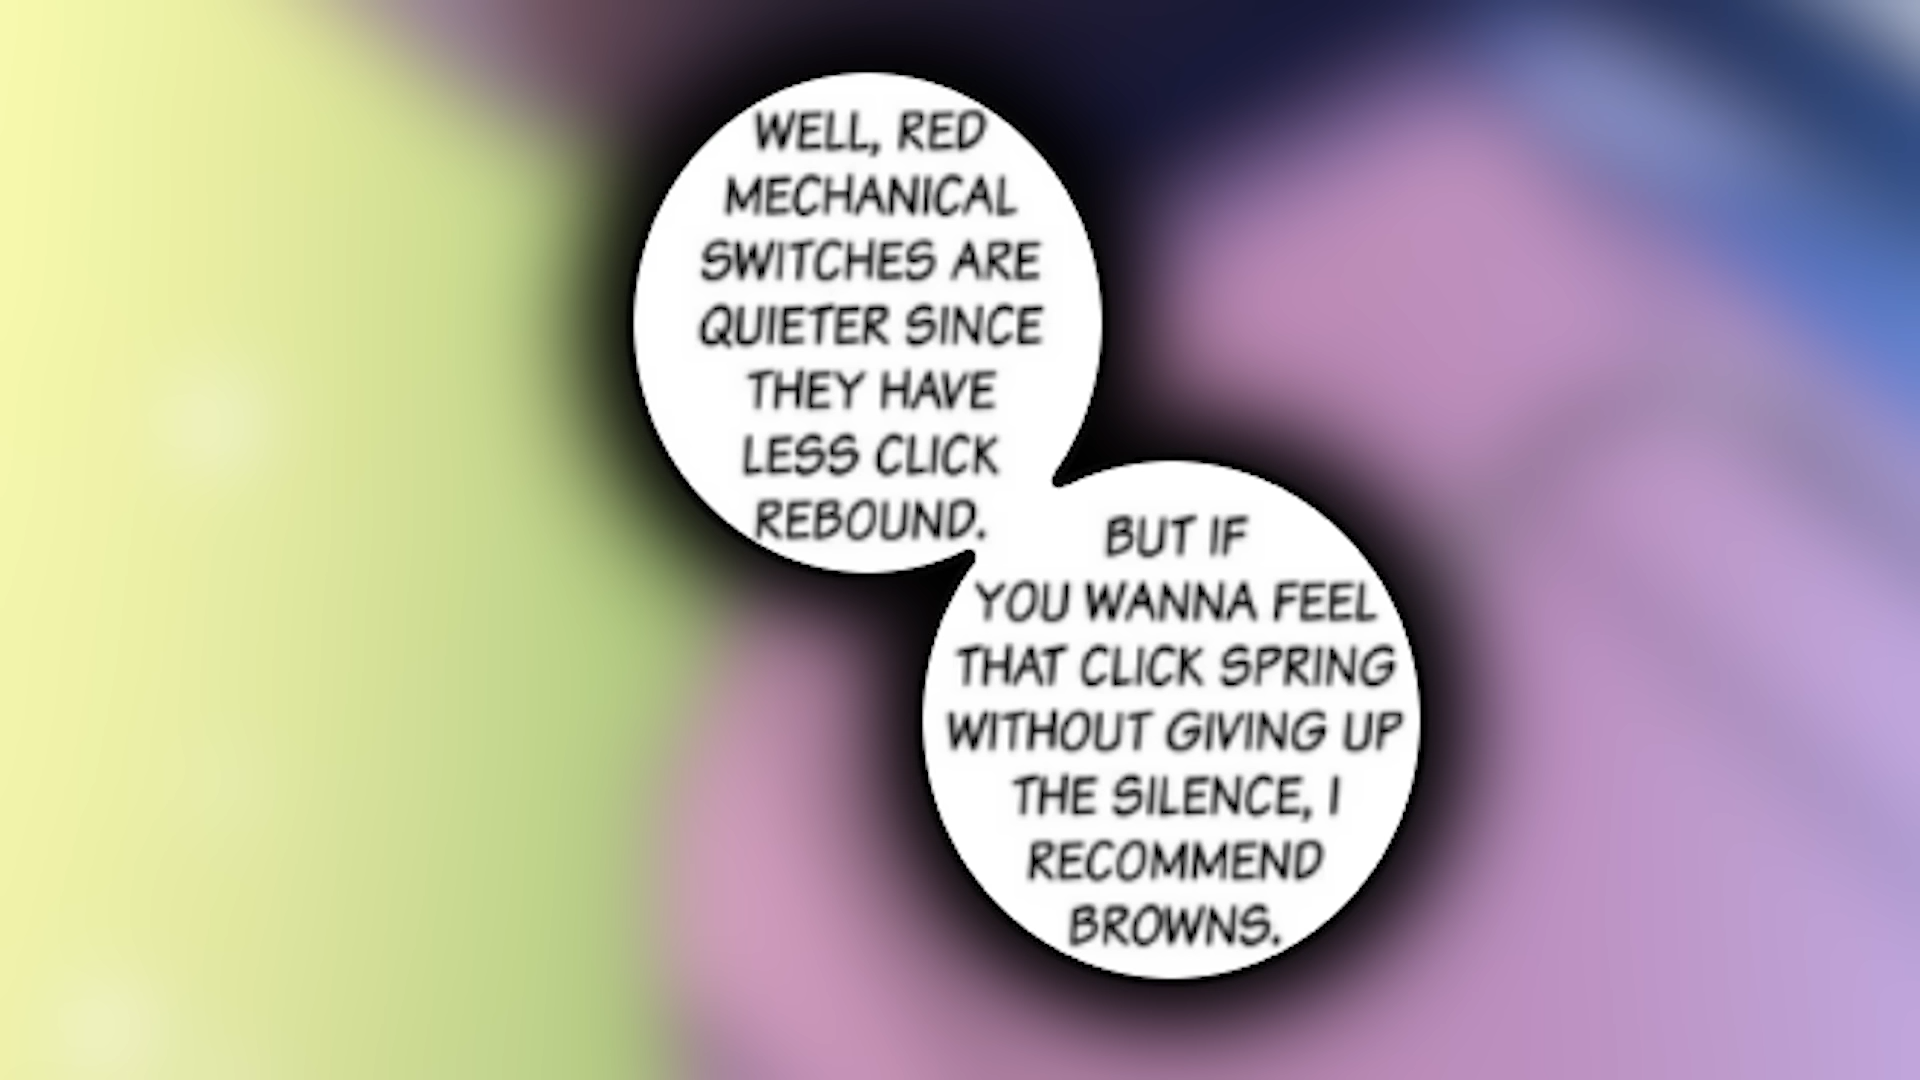 WELL, RED
MECHANICAL
SWITCHES ARE
QUIETER SINCE
THEY HAVE
LESS CLICK
REBOUND.
BUT IF
YOU WANNA FEEL
THAT CLICK SPRING
WITHOUT GIVING UP
THE SILENCE, I
RECOMMEND
BROWNS.